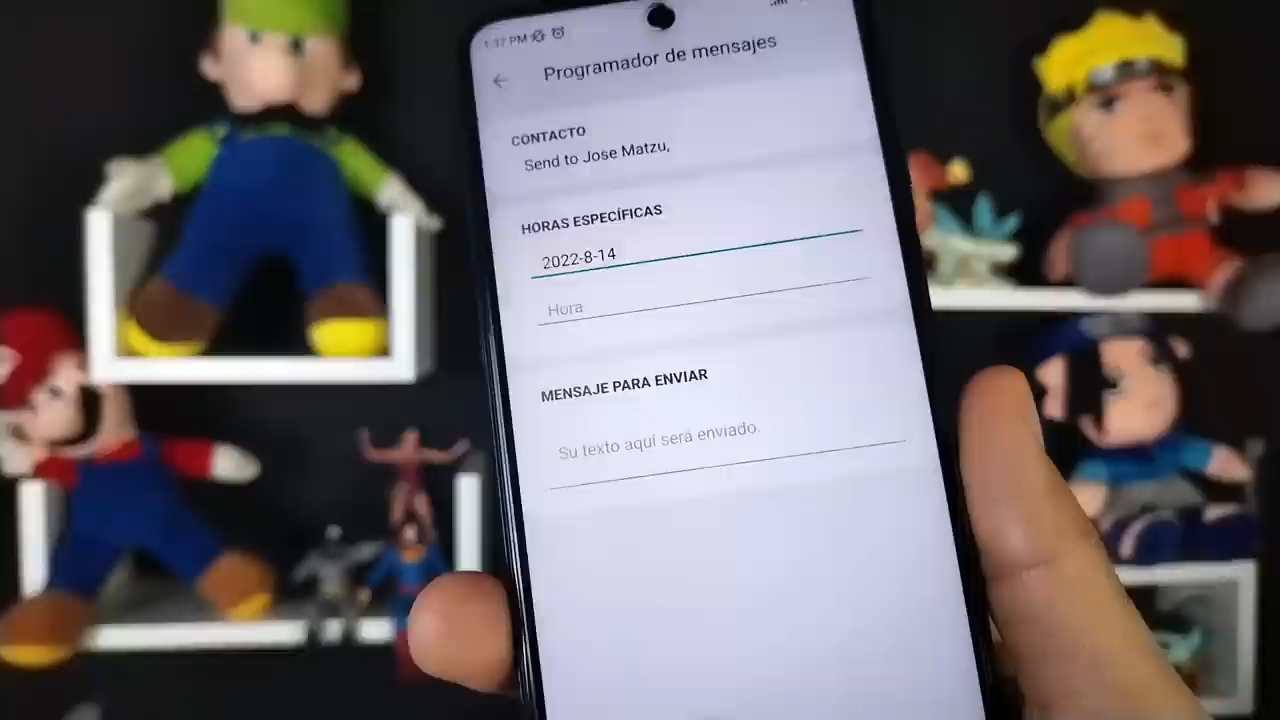 1:37 PM
Programador de mensajes
CONTACTO
Send to Jose Matzu,
HORAS ESPECÍFICAS
2022-8-14
Hora
MENSAJE PARA ENVIAR
Su texto aquí será enviado.